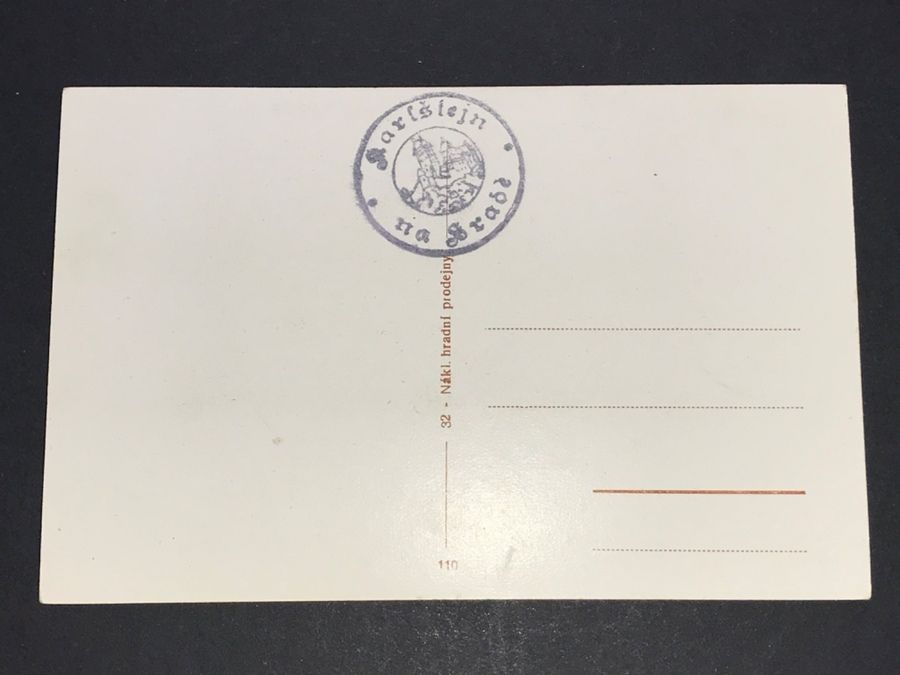 Karlštejn
na Hradě
32 - Nákl. hradní prodejny
110